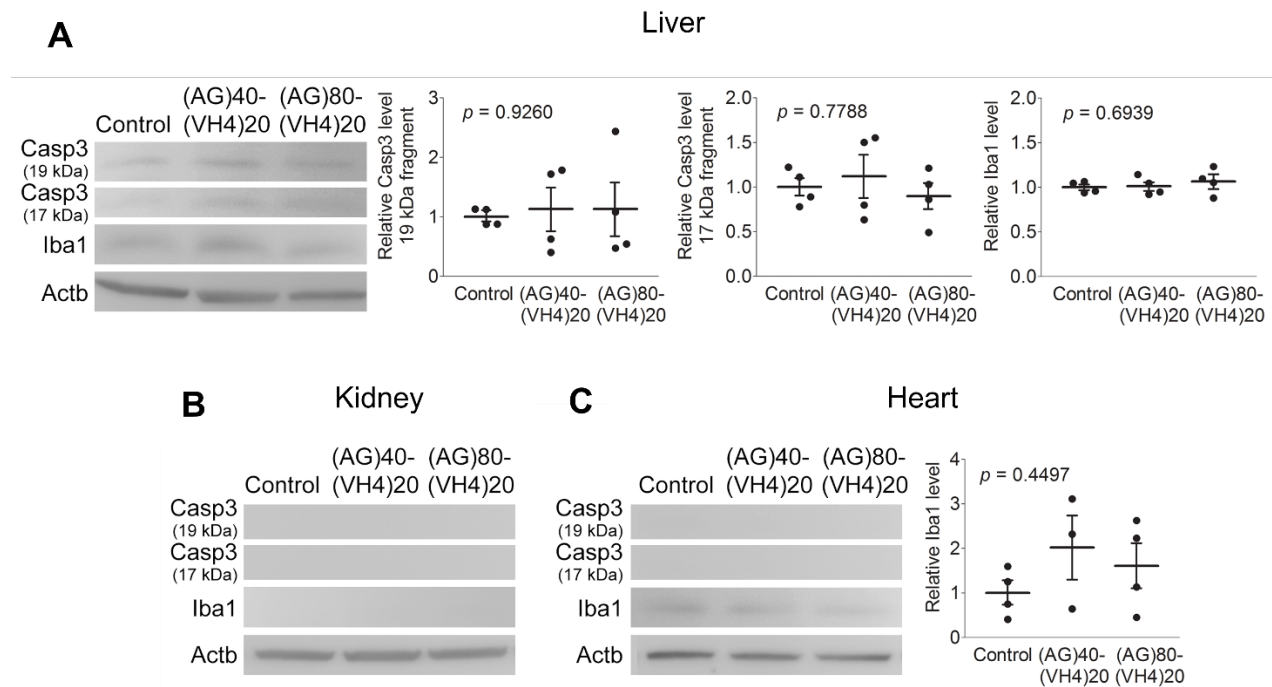 A
Liver
Control
(AG)40-
(VH4)20
(AG)80-
(VH4)20
Casp3
(19 kDa)
Casp3
(17 kDa)
Iba1
Actb
Relative Casp3 level
19 kDa fragment
3
2
1
0
p = 0.9260
Control
(AG)40-
(VH4)20
(AG)80-
(VH4)20
Relative Casp3 level
17 kDa fragment
2.0
1.5
1.0
0.5
0.0
p = 0.7788
Control
(AG)40-
(VH4)20
(AG)80-
(VH4)20
Relative Iba1 level
2.0
1.5
1.0
0.5
0.0
p = 0.6939
Control
(AG)40-
(VH4)20
(AG)80-
(VH4)20
B
Kidney
Control
(AG)40-
(VH4)20
(AG)80-
(VH4)20
Casp3
(19 kDa)
Casp3
(17 kDa)
Iba1
Actb
C
Heart
Control
(AG)40-
(VH4)20
(AG)80-
(VH4)20
Casp3
(19 kDa)
Casp3
(17 kDa)
Iba1
Actb
Relative Iba1 level
4
3
2
1
0
p = 0.4497
Control
(AG)40-
(VH4)20
(AG)80-
(VH4)20